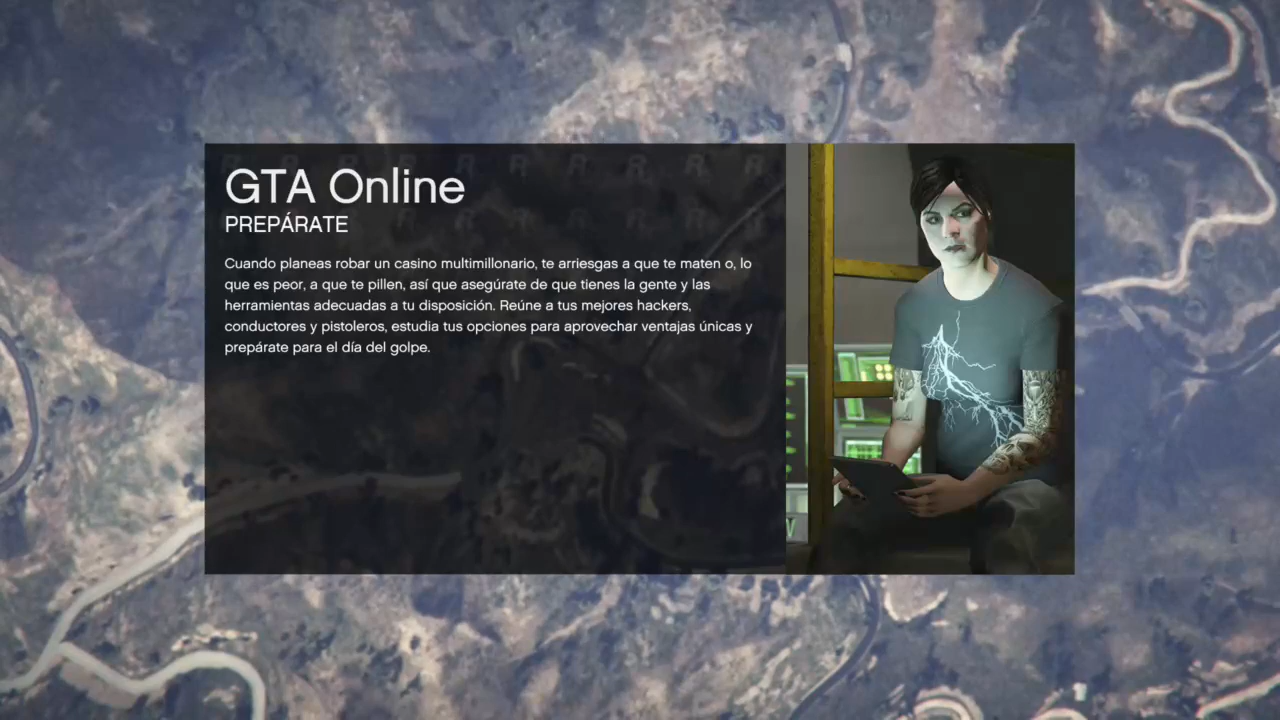 GTA Online
PREPÁRATE
Cuando planeas robar un casino multimillonario, te arriesgas a que te maten o, lo
que es peor, a que te pillen, así que asegúrate de que tienes la gente y las
herramientas adecuadas a tu disposición. Reúne a tus mejores hackers,
conductores y pistoleros, estudia tus opciones para aprovechar ventajas únicas y
prepárate para el día del golpe.